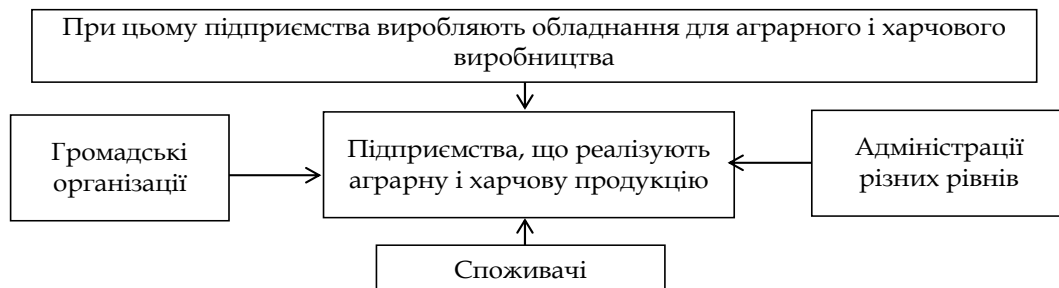 При цьому підприємства виробляють обладнання для аграрного і харчового
виробництва
Громадські
організації
Підприємства, що реалізують
аграрну і харчову продукцію
Адміністрації
різних рівнів
Споживачі